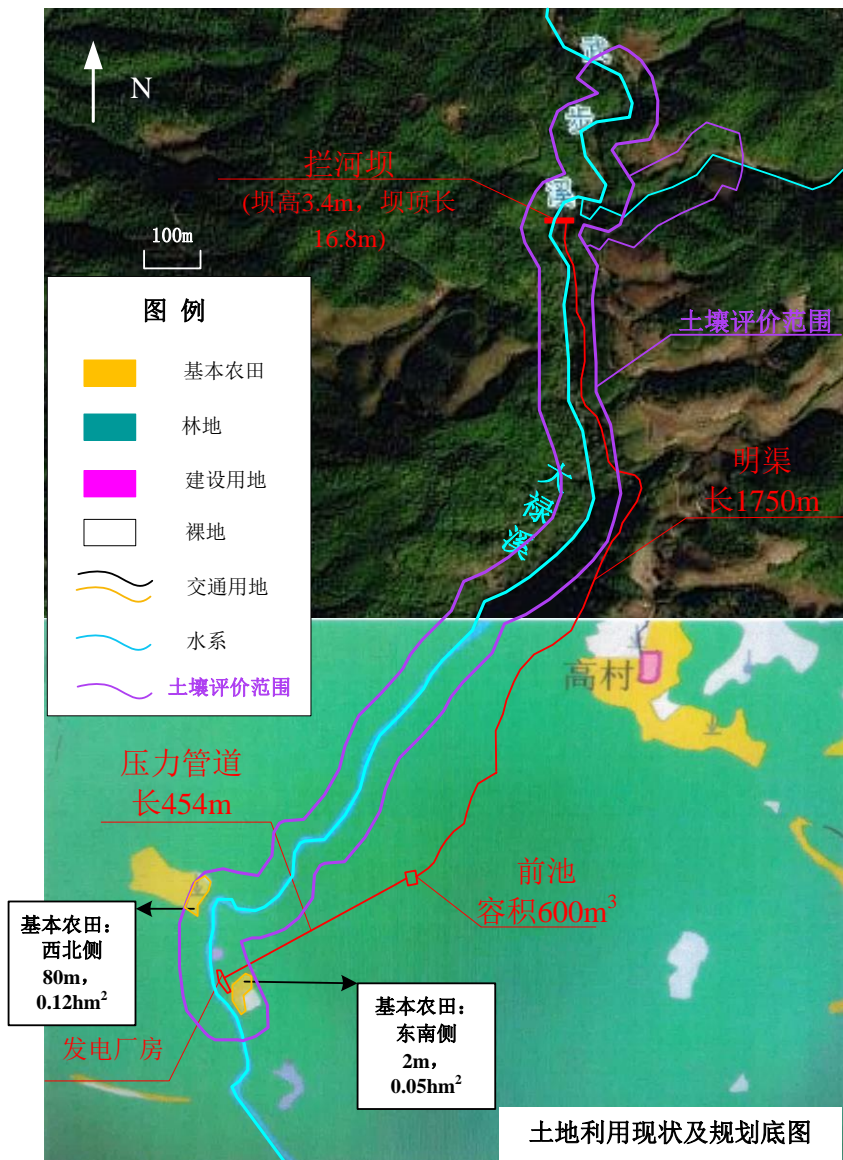 N
拦河坝
(坝高3.4m，坝顶长
16.8m)
100m
图 例
基本农田
林地
建设用地
裸地
交通用地
水系
土壤评价范围
土壤评价范围
明渠
长1750m
大禄溪
高村
压力管道
长454m
前池
容积600m³
基本农田：
西北侧
80m，
0.12hm²
基本农田：
东南侧
2m，
0.05hm²
发电厂房
土地利用现状及规划底图